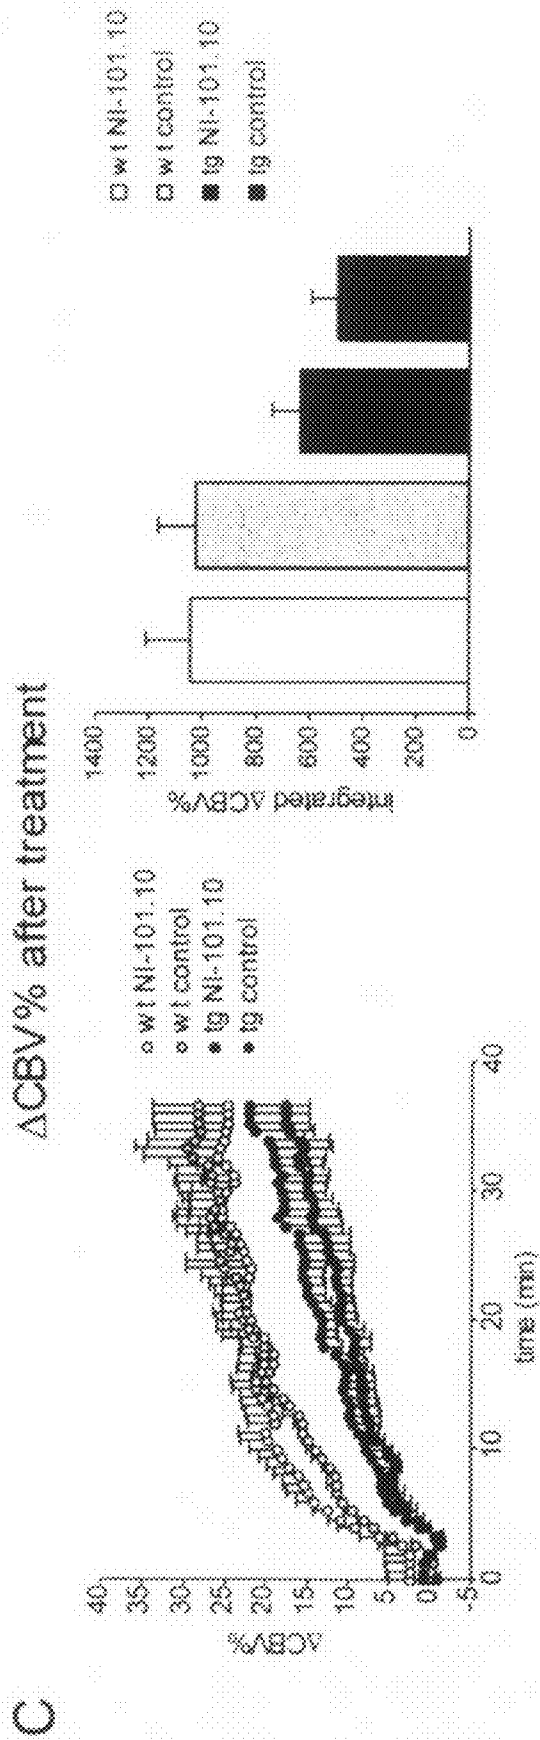 C
ΔCBV% after treatment
ΔCBV%
40
35
30
25
20
15
10
5
0
-5
0
10
20
30
40
time (min)
wt NI-101.10
wt control
tg NI-101.10
tg control
integrated ΔCBV%
1400
1200
1000
800
600
400
200
0
wt NI-101.10
wt control
tg NI-101.10
tg control